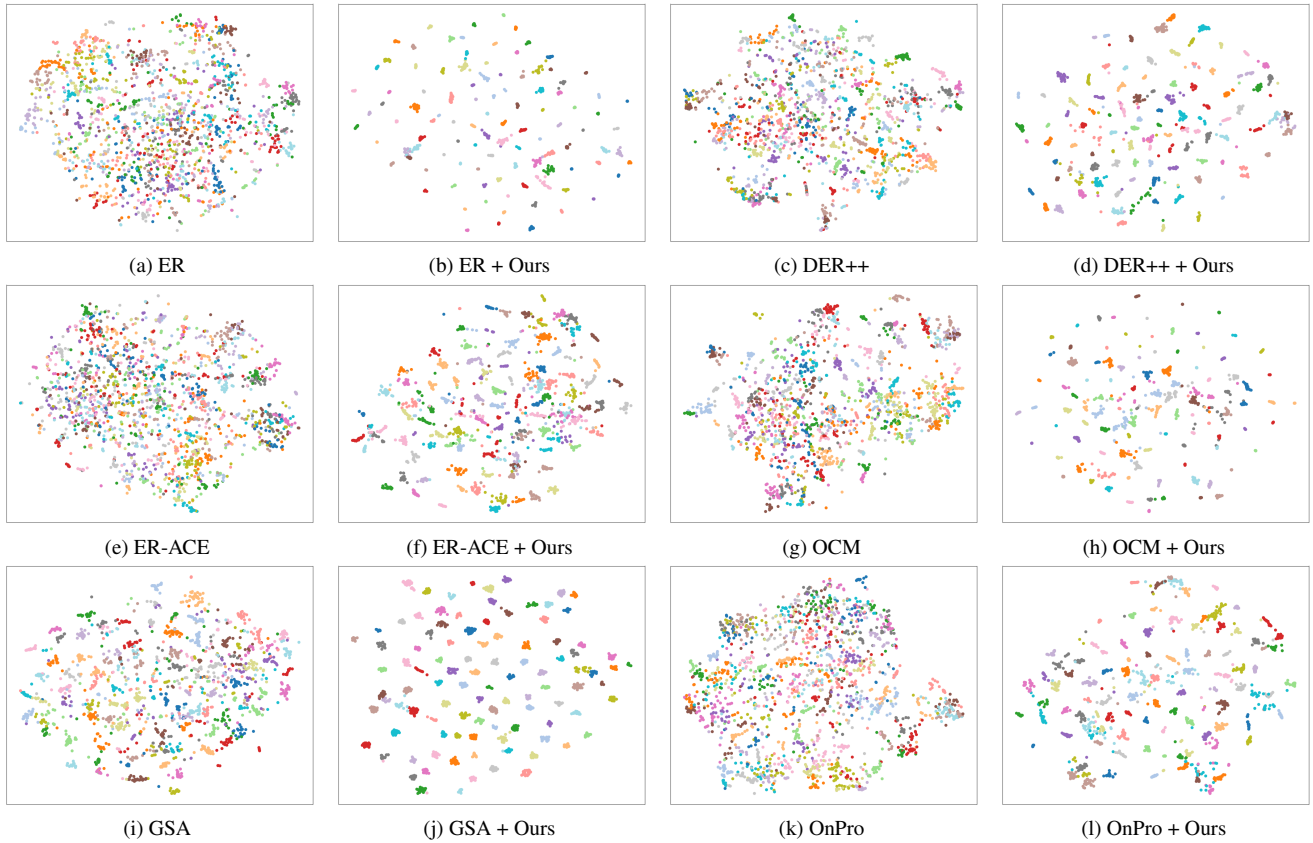 (a) ER
(b) ER + Ours
(c) DER++
(d) DER++ + Ours
(e) ER-ACE
(f) ER-ACE + Ours
(g) OCM
(h) OCM + Ours
(i) GSA
(j) GSA + Ours
(k) OnPro
(l) OnPro + Ours